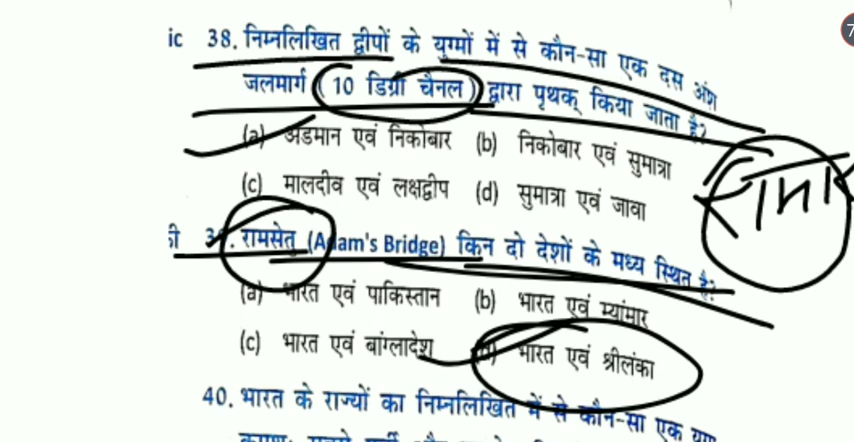 ic 38. निम्नलिखित द्वीपों के युग्मों में से कौन-सा एक दस अंश
जलमार्ग (10 डिग्री चैनल) द्वारा पृथक् किया जाता है?
(a) अंडमान एवं निकोबार (b) निकोबार एवं सुमात्रा
(c) मालदीव एवं लक्षद्वीप (d) सुमात्रा एवं जावा
की 39. रामसेतु (Adam's Bridge) किन दो देशों के मध्य स्थित है?
(a) भारत एवं पाकिस्तान (b) भारत एवं म्यांमार
(c) भारत एवं बांग्लादेश (d) भारत एवं श्रीलंका
40. भारत के राज्यों का निम्नलिखित में से कौन-सा एक
7